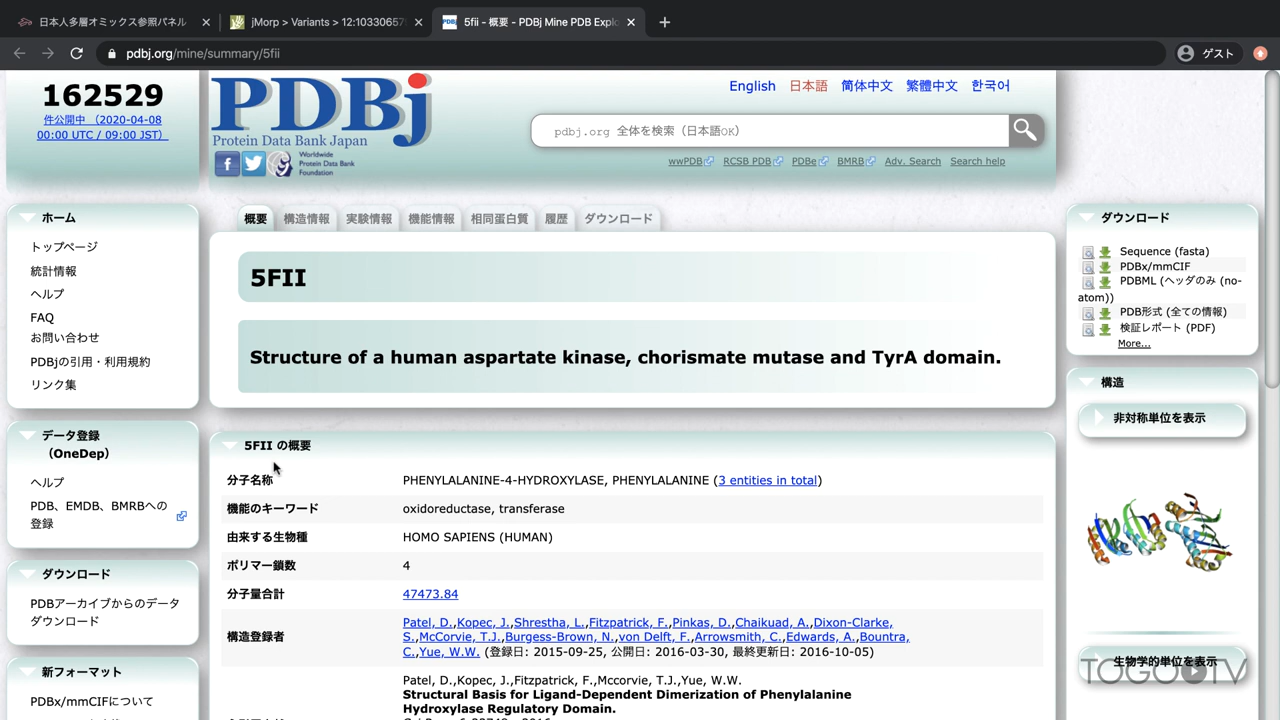 日本人多層オミックス参照パネル
jMorp > Variants > 12:10330657
5fii - 概要 - PDBj Mine PDB Explo
pdbj.org/mine/summary/5fii
ゲスト
162529
件公開中 (2020-04-08
00:00 UTC / 09:00 JST)
PDBj
Protein Data Bank Japan
Worldwide
Protein Data Bank
Foundation
English 日本語 简体中文 繁體中文 한국어
pdbj.org 全体を検索（日本語OK）
wwPDB RCSB PDB PDBe BMRB Adv. Search Search help
ホーム
トップページ
統計情報
ヘルプ
FAQ
お問い合わせ
PDBjの引用・利用規約
リンク集
データ登録
（OneDep）
ヘルプ
PDB、EMDB、BMRBへの
登録
ダウンロード
PDBアーカイブからのデータ
ダウンロード
新フォーマット
PDBx/mmCIFについて
概要 構造情報 実験情報 機能情報 相同蛋白質 履歴 ダウンロード
5FII
Structure of a human aspartate kinase, chorismate mutase and TyrA domain.
5FII の概要
分子名称 PHENYLALANINE-4-HYDROXYLASE, PHENYLALANINE (3 entities in total)
機能のキーワード oxidoreductase, transferase
由来する生物種 HOMO SAPIENS (HUMAN)
ポリマー鎖数 4
分子量合計 47473.84
構造登録者 Patel, D.,Kopec, J.,Shrestha, L.,Fitzpatrick, F.,Pinkas, D.,Chaikuad, A.,Dixon-Clarke,
S.,McCorvie, T.J.,Burgess-Brown, N.,von Delft, F.,Arrowsmith, C.,Edwards, A.,Bountra,
C.,Yue, W.W. (登録日: 2015-09-25, 公開日: 2016-03-30, 最終更新日: 2016-10-05)
Patel, D.,Kopec, J.,Fitzpatrick, F.,Mccorvie, T.J.,Yue, W.W.
Structural Basis for Ligand-Dependent Dimerization of Phenylalanine
Hydroxylase Regulatory Domain.
ダウンロード
Sequence (fasta)
PDBx/mmCIF
PDBML (ヘッダのみ (no-
atom))
PDB形式 (全ての情報)
検証レポート (PDF)
More...
構造
非対称単位を表示
生物学的単位を表示
TOGOTV